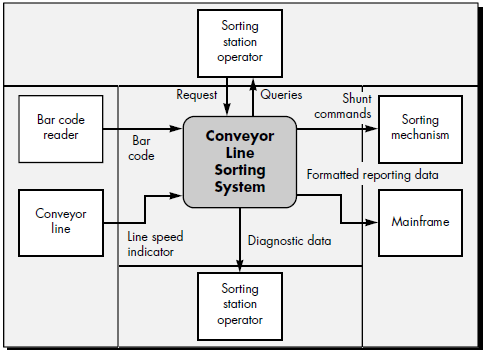 Sorting
station
operator
Request
Queries
Shunt
commands
Bar code
reader
Bar
code
Conveyor
Line
Sorting
System
Sorting
mechanism
Formatted reporting data
Conveyor
line
Line speed
indicator
Diagnostic data
Mainframe
Sorting
station
operator